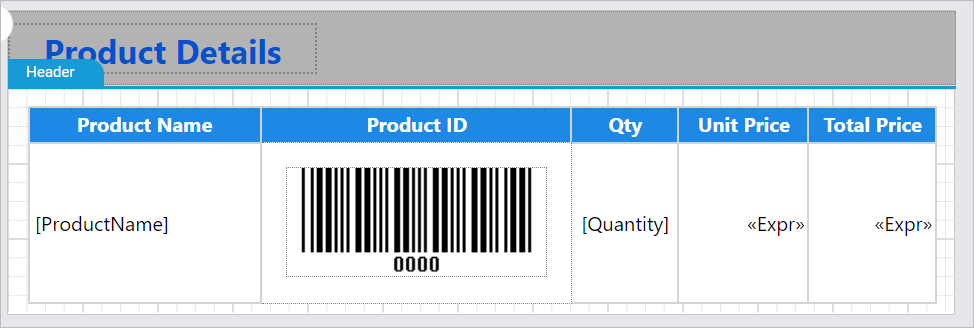 Product Details
Header
Product Name Product ID Qty Unit Price Total Price
[ProductName] [Quantity] «Expr» «Expr»
0000